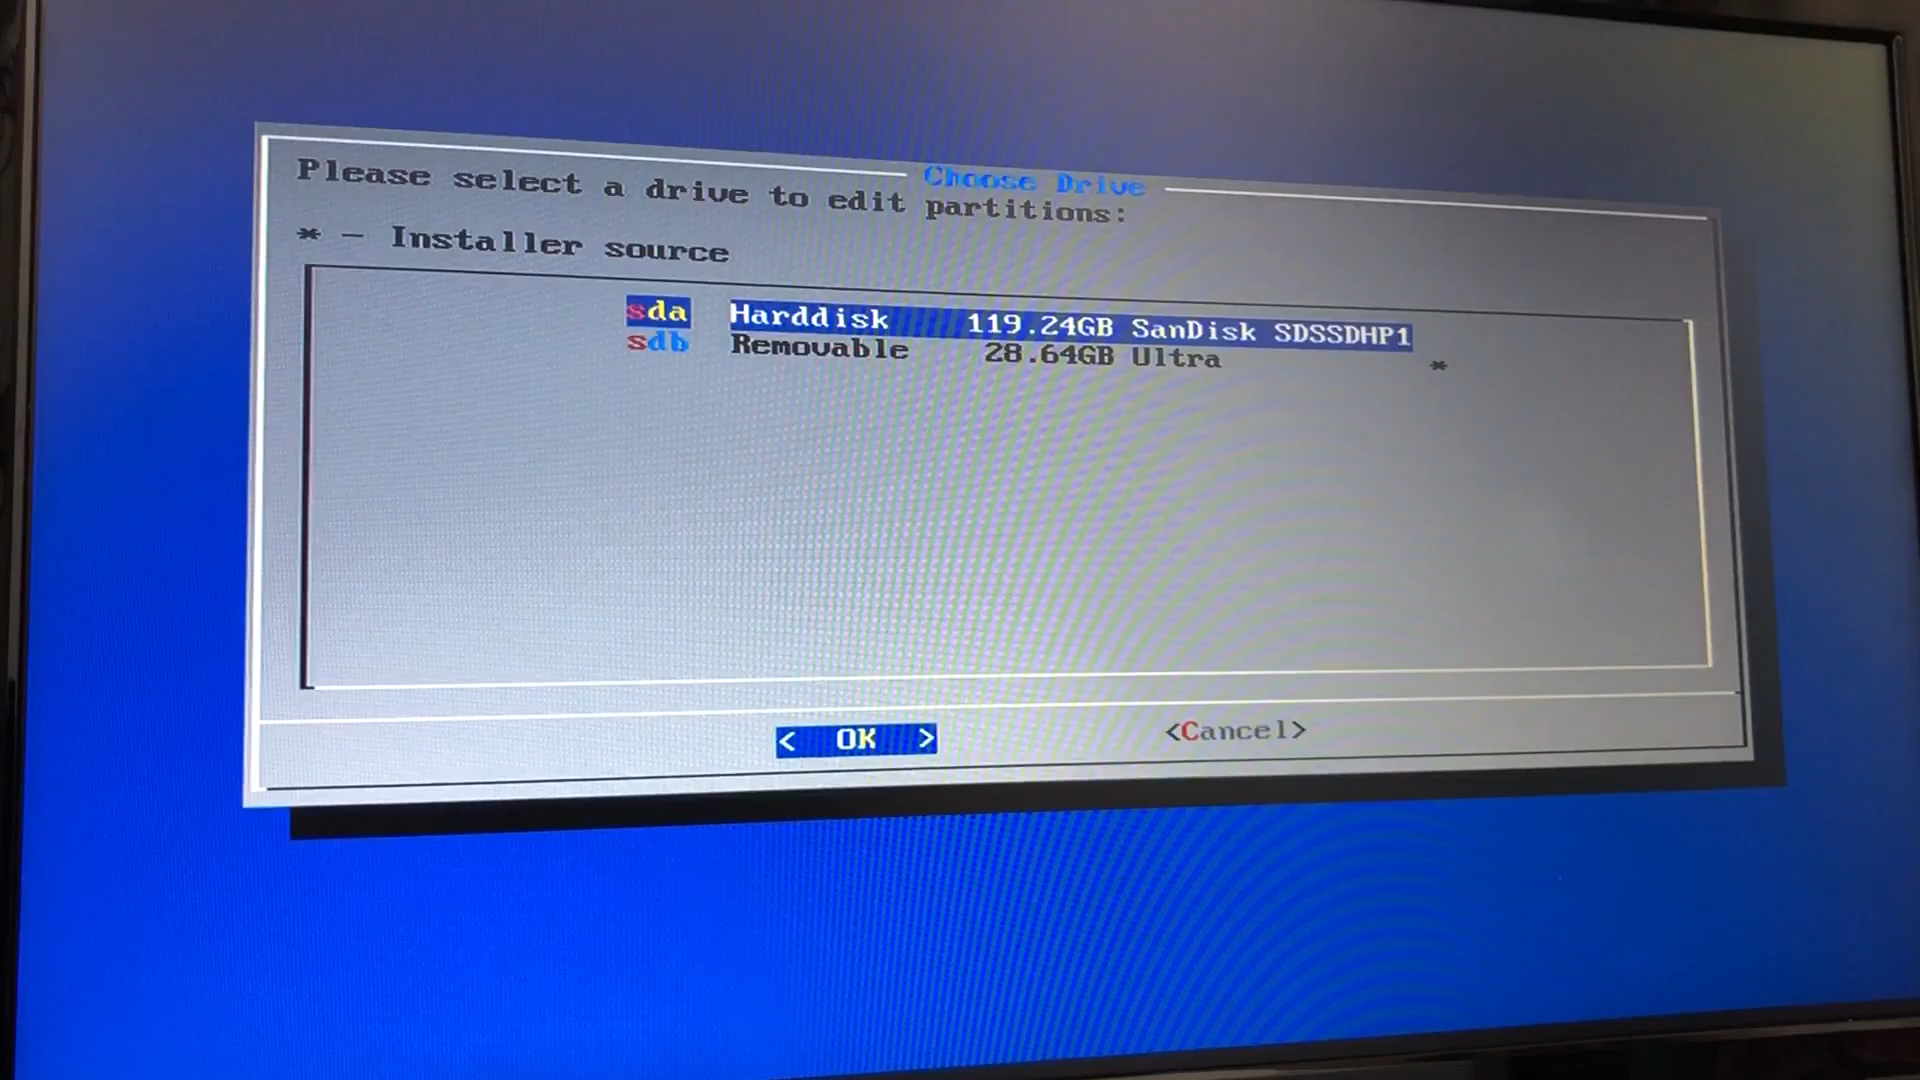 Choose Drive
Please select a drive to edit partitions:
* - Installer source
sda Harddisk 119.24GB SanDisk SDSSDHP1
sdb Removable 28.64GB Ultra *
< OK > <Cancel>